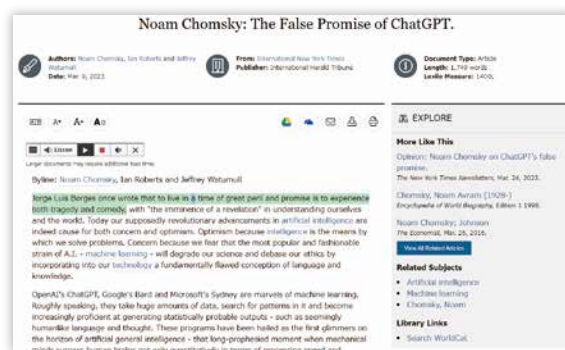 Noam Chomsky: The False Promise of ChatGPT.
Authors: Noam Chomsky, Ian Roberts and Jeffrey
Watumull
Date: Mar. 8, 2023
From: International New York Times
Publisher: International Herald Tribune
Document Type: Article
Length: 1,749 words
Lexile Measure: 1400L
Listen
Larger documents may require additional load time.
Byline: Noam Chomsky, Ian Roberts and Jeffrey Watumull
Jorge Luis Borges once wrote that to live in a time of great peril and promise is to experience
both tragedy and comedy, with "the imminence of a revelation" in understanding ourselves
and the world. Today our supposedly revolutionary advancements in artificial intelligence are
indeed cause for both concern and optimism. Optimism because intelligence is the means by
which we solve problems. Concern because we fear that the most popular and fashionable
strain of A.I. - machine learning - will degrade our science and debase our ethics by
incorporating into our technology a fundamentally flawed conception of language and
knowledge.
OpenAI's ChatGPT, Google's Bard and Microsoft's Sydney are marvels of machine learning.
Roughly speaking, they take huge amounts of data, search for patterns in it and become
increasingly proficient at generating statistically probable outputs - such as seemingly
humanlike language and thought. These programs have been hailed as the first glimmers on
the horizon of artificial general intelligence - that long-prophesied moment when mechanical
EXPLORE
More Like This
Opinion: Noam Chomsky on ChatGPT's false
promise.
The New York Times Newsletters, Mar. 24, 2023.
Chomsky, Noam Avram (1928-)
Encyclopedia of World Biography, Edition 1 1998.
Noam Chomsky; Johnson
The Economist, Mar. 26, 2016.
View All Related Articles
Related Subjects
Artificial intelligence
Machine learning
Chomsky, Noam
Library Links
Search WorldCat